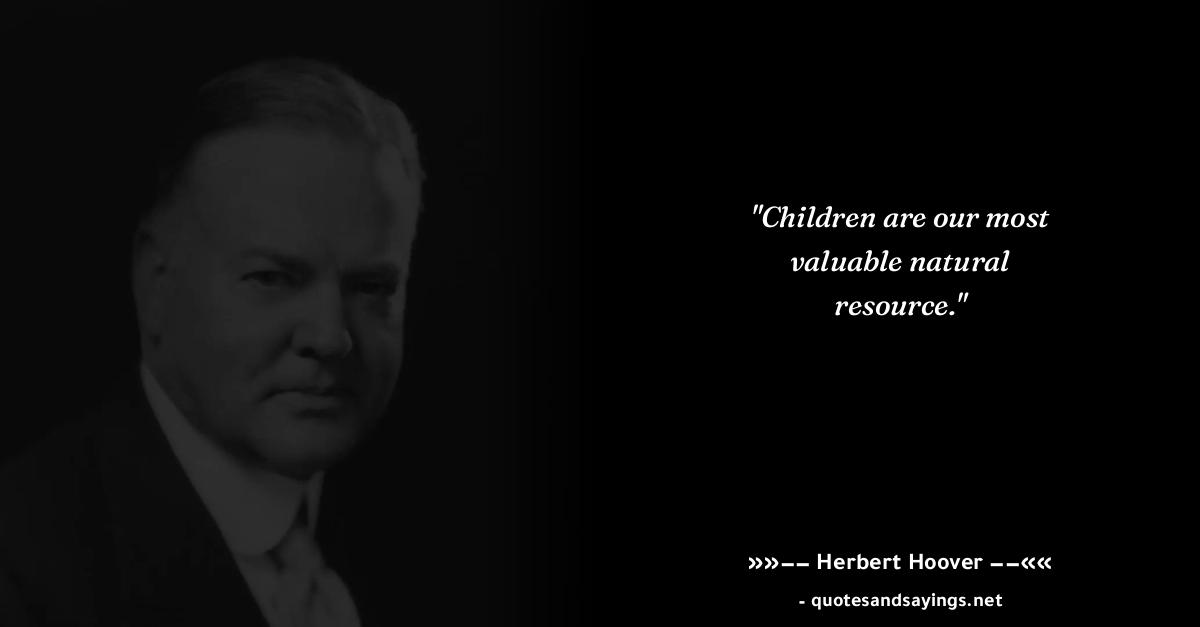 "Children are our most
valuable natural
resource."
»»−− Herbert Hoover −−««
- quotesandsayings.net